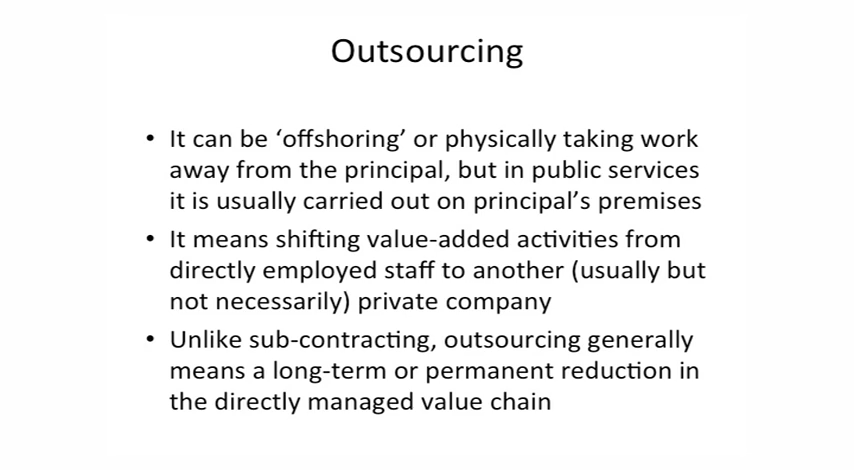 Outsourcing
• It can be ‘offshoring’ or physically taking work
away from the principal, but in public services
it is usually carried out on principal’s premises
• It means shifting value-added activities from
directly employed staff to another (usually but
not necessarily) private company
• Unlike sub-contracting, outsourcing generally
means a long-term or permanent reduction in
the directly managed value chain